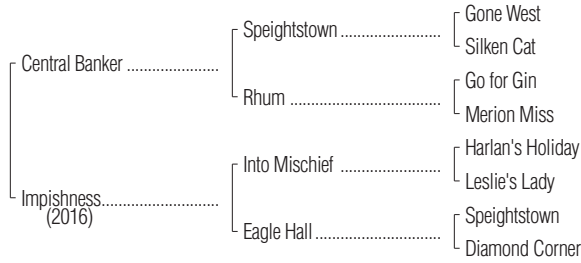 Gone West
Speightstown ......................
Silken Cat
Central Banker ....................
Go for Gin
Rhum ..................................
Merion Miss
Harlan's Holiday
Into Mischief ......................
Leslie's Lady
Impishness..........................
(2016)
Speightstown
Eagle Hall............................
Diamond Corner